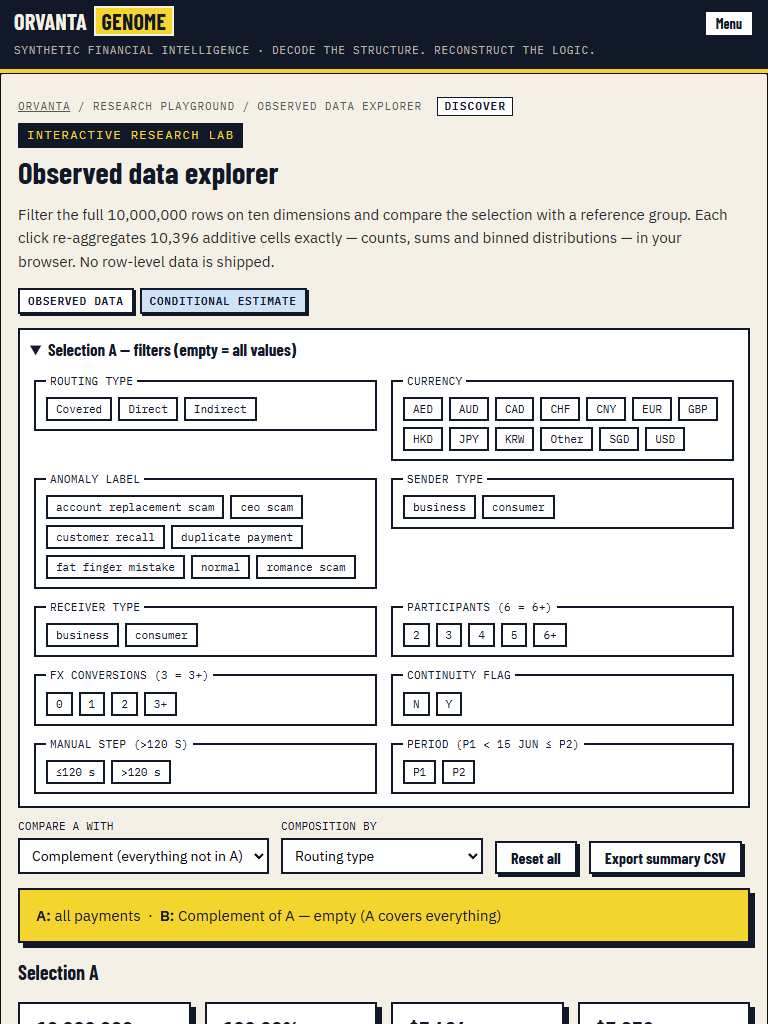 ORVANTA GENOME
Menu
SYNTHETIC FINANCIAL INTELLIGENCE · DECODE THE STRUCTURE. RECONSTRUCT THE LOGIC.
ORVANTA / RESEARCH PLAYGROUND / OBSERVED DATA EXPLORER DISCOVER
INTERACTIVE RESEARCH LAB
Observed data explorer
Filter the full 10,000,000 rows on ten dimensions and compare the selection with a reference group. Each
click re-aggregates 10,396 additive cells exactly — counts, sums and binned distributions — in your
browser. No row-level data is shipped.
OBSERVED DATA CONDITIONAL ESTIMATE
▼ Selection A — filters (empty = all values)
ROUTING TYPE
Covered Direct Indirect
CURRENCY
AED AUD CAD CHF CNY EUR GBP
HKD JPY KRW Other SGD USD
ANOMALY LABEL
account replacement scam ceo scam
customer recall duplicate payment
fat finger mistake normal romance scam
SENDER TYPE
business consumer
RECEIVER TYPE
business consumer
PARTICIPANTS (6 = 6+)
2 3 4 5 6+
FX CONVERSIONS (3 = 3+)
0 1 2 3+
CONTINUITY FLAG
N Y
MANUAL STEP (>120 S)
≤120 s >120 s
PERIOD (P1 < 15 JUN ≤ P2)
P1 P2
COMPARE A WITH
Complement (everything not in A)
COMPOSITION BY
Routing type
Reset all
Export summary CSV
A: all payments · B: Complement of A — empty (A covers everything)
Selection A